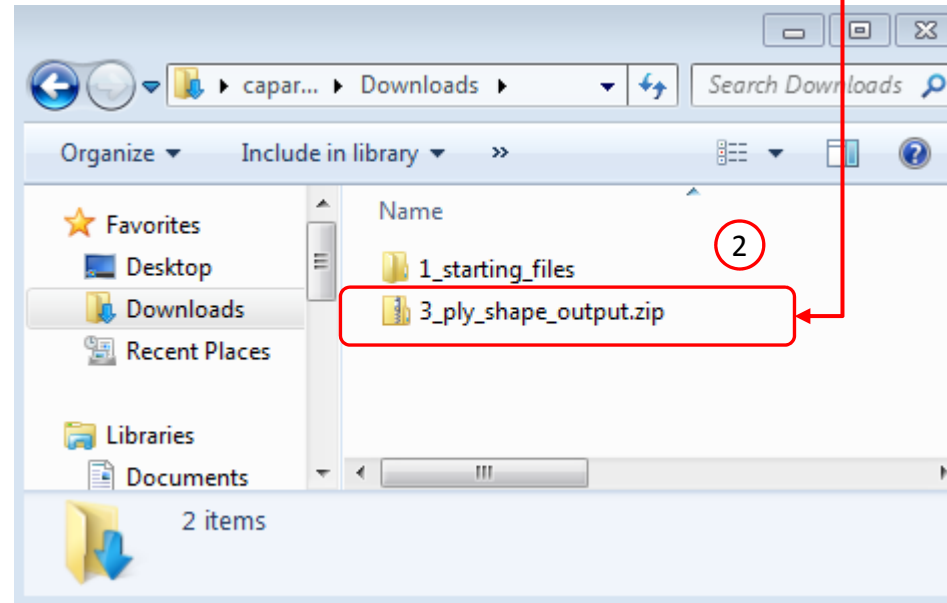 capar... Downloads
Search Downloads
Organize
Include in library
»
Name
2
Favorites
Desktop
Downloads
Recent Places
Libraries
Documents
1_starting_files
3_ply_shape_output.zip
2 items